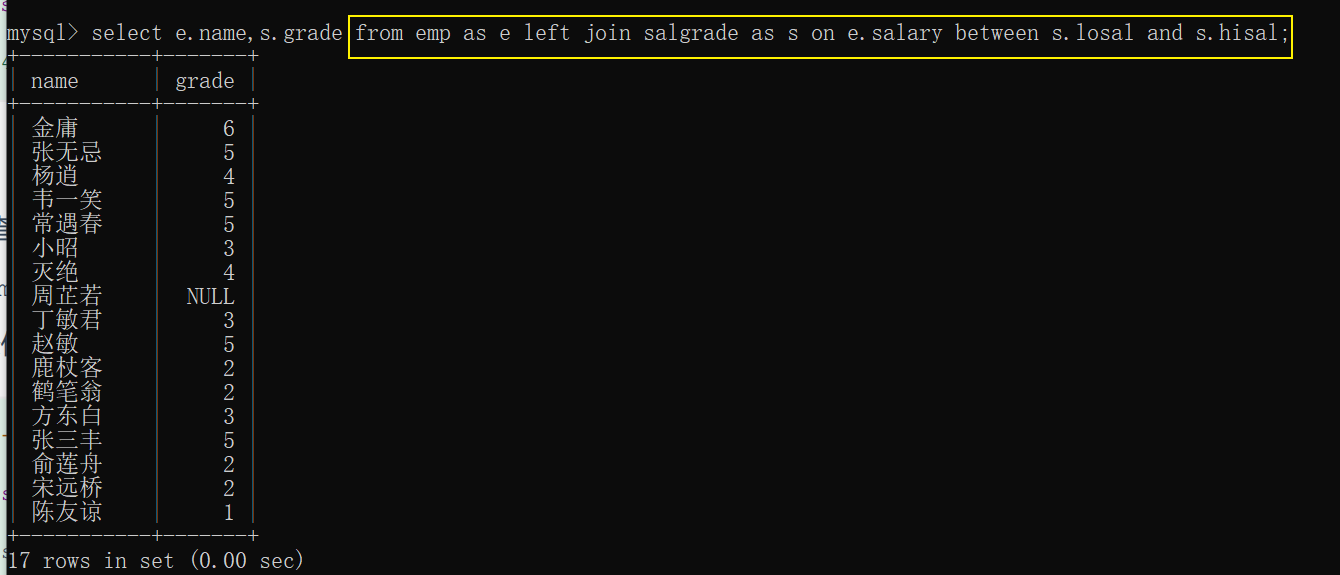 mysql> select e.name,s.grade from emp as e left join salgrade as s on e.salary between s.losal and s.hisal;
+-----------+-------+
| name      | grade |
+-----------+-------+
| 金庸      |     6 |
| 张无忌    |     5 |
| 杨逍      |     4 |
| 韦一笑    |     5 |
| 常遇春    |     5 |
| 小昭      |     3 |
| 灭绝      |     4 |
| 周芷若    |  NULL |
| 丁敏君    |     3 |
| 赵敏      |     5 |
| 鹿杖客    |     2 |
| 鹤笔翁    |     2 |
| 方东白    |     3 |
| 张三丰    |     5 |
| 俞莲舟    |     2 |
| 宋远桥    |     2 |
| 陈友谅    |     1 |
+-----------+-------+
17 rows in set (0.00 sec)